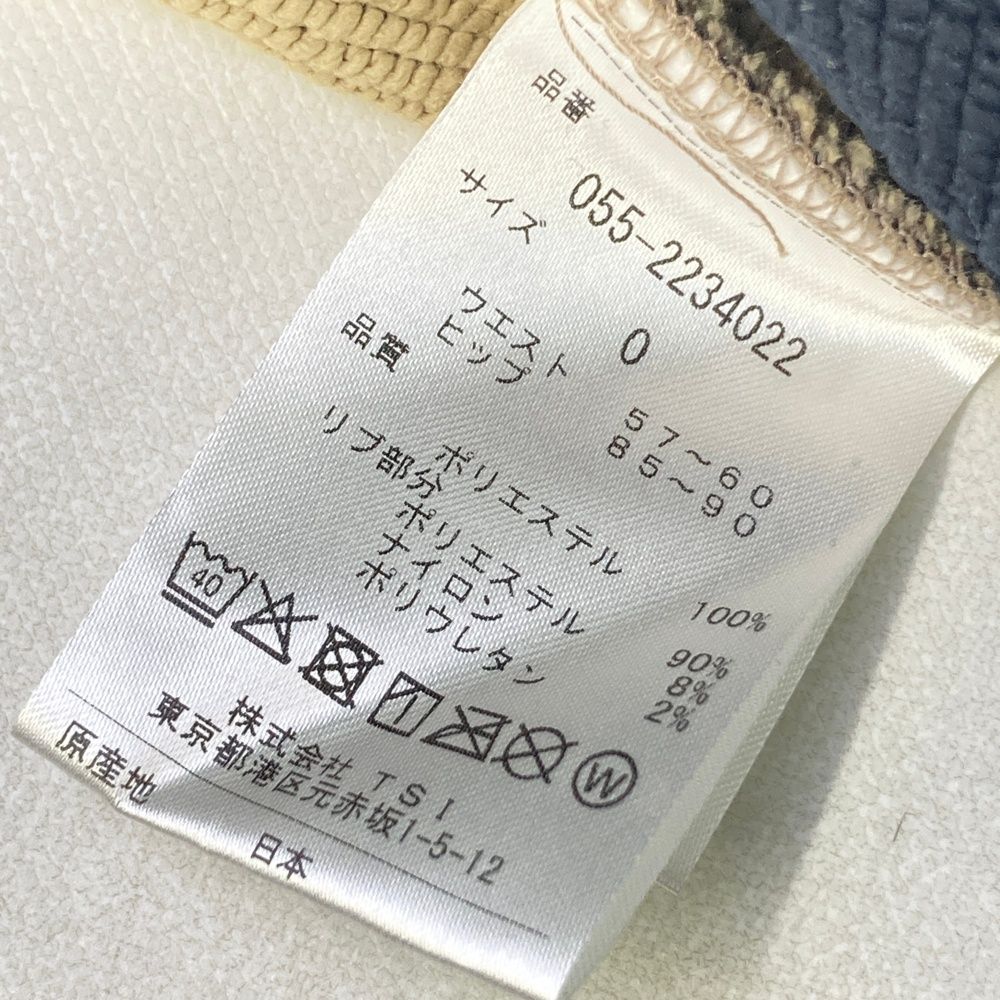 品番 055-2234022
サイズ 0
ウエスト 57～60
ヒップ 85～90
品質
ポリエステル 100%
リブ部分
ポリエステル 90%
ナイロン 8%
ポリウレタン 2%
40 W
株式会社 TSI
東京都港区元赤坂1-5-12
原産地 日本